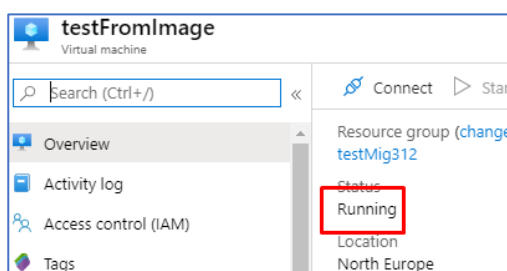 testFromImage
Virtual machine
Search (Ctrl+/)
«
Connect
Overview
Activity log
Access control (IAM)
Tags
Resource group (change
testMig312
Status
Running
Location
North Europe